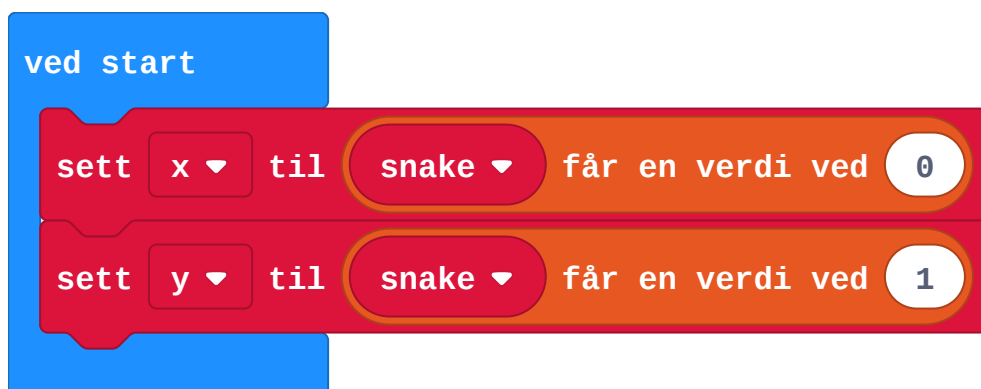 ved start
sett x til snake får en verdi ved 0
sett y til snake får en verdi ved 1